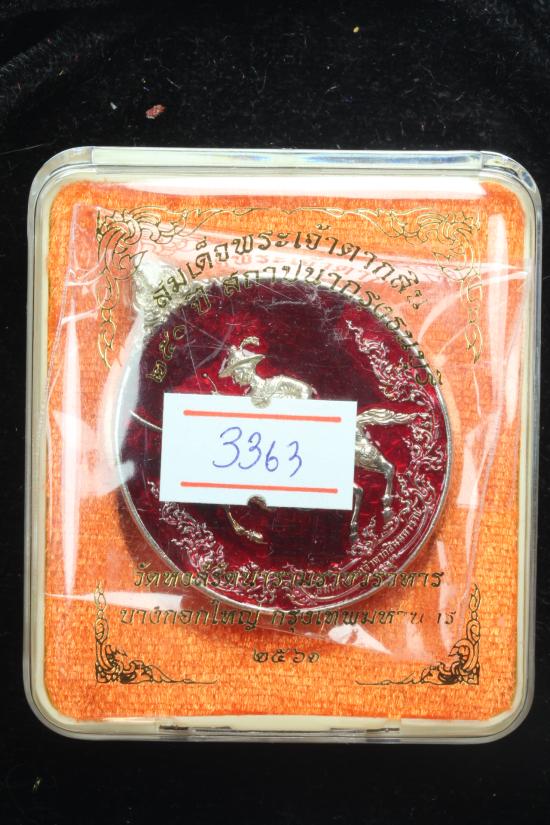 สมเด็จพระเจ้าตากสิน
๒๕๐ ปี สถาปนากรุงธนบุรี
3363
วัดหงส์รัตนารามราชวรวิหาร
บางกอกใหญ่ กรุงเทพมหานคร
๒๕๖๑